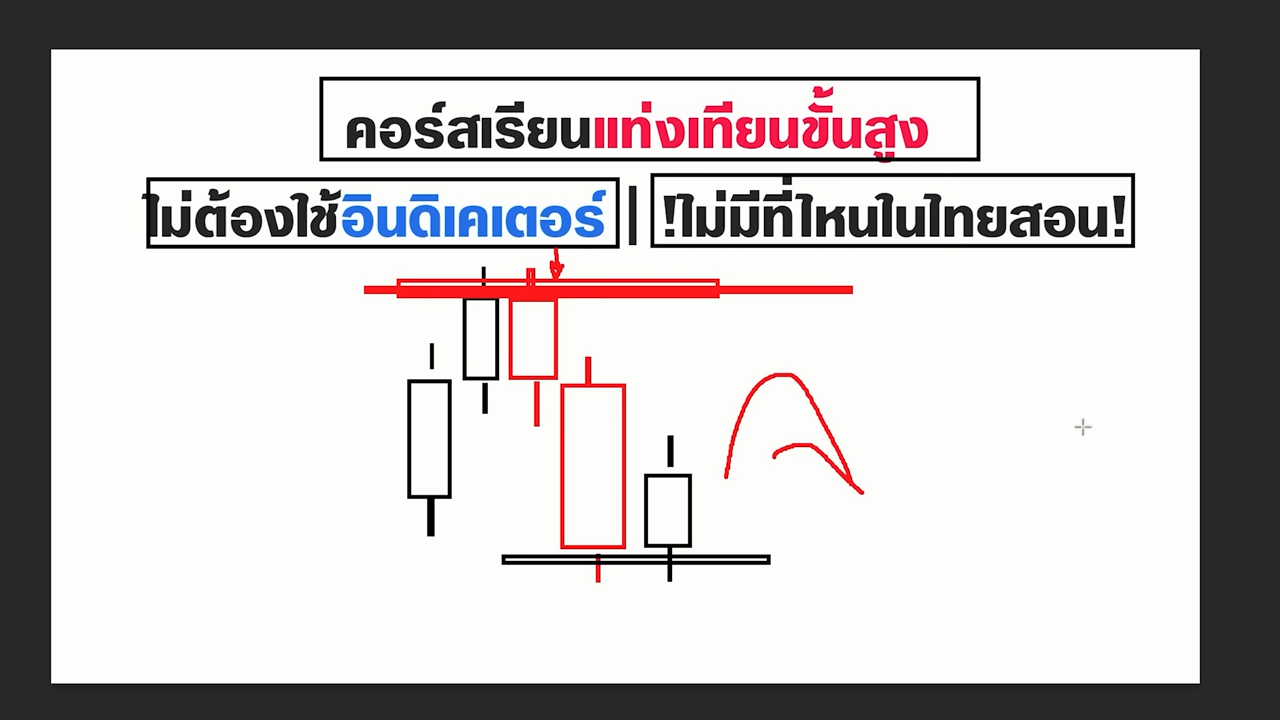 คอร์สเรียนแท่งเทียนขั้นสูง
ไม่ต้องใช้อินดิเคเตอร์ | !ไม่มีที่ไหนในไทยสอน!